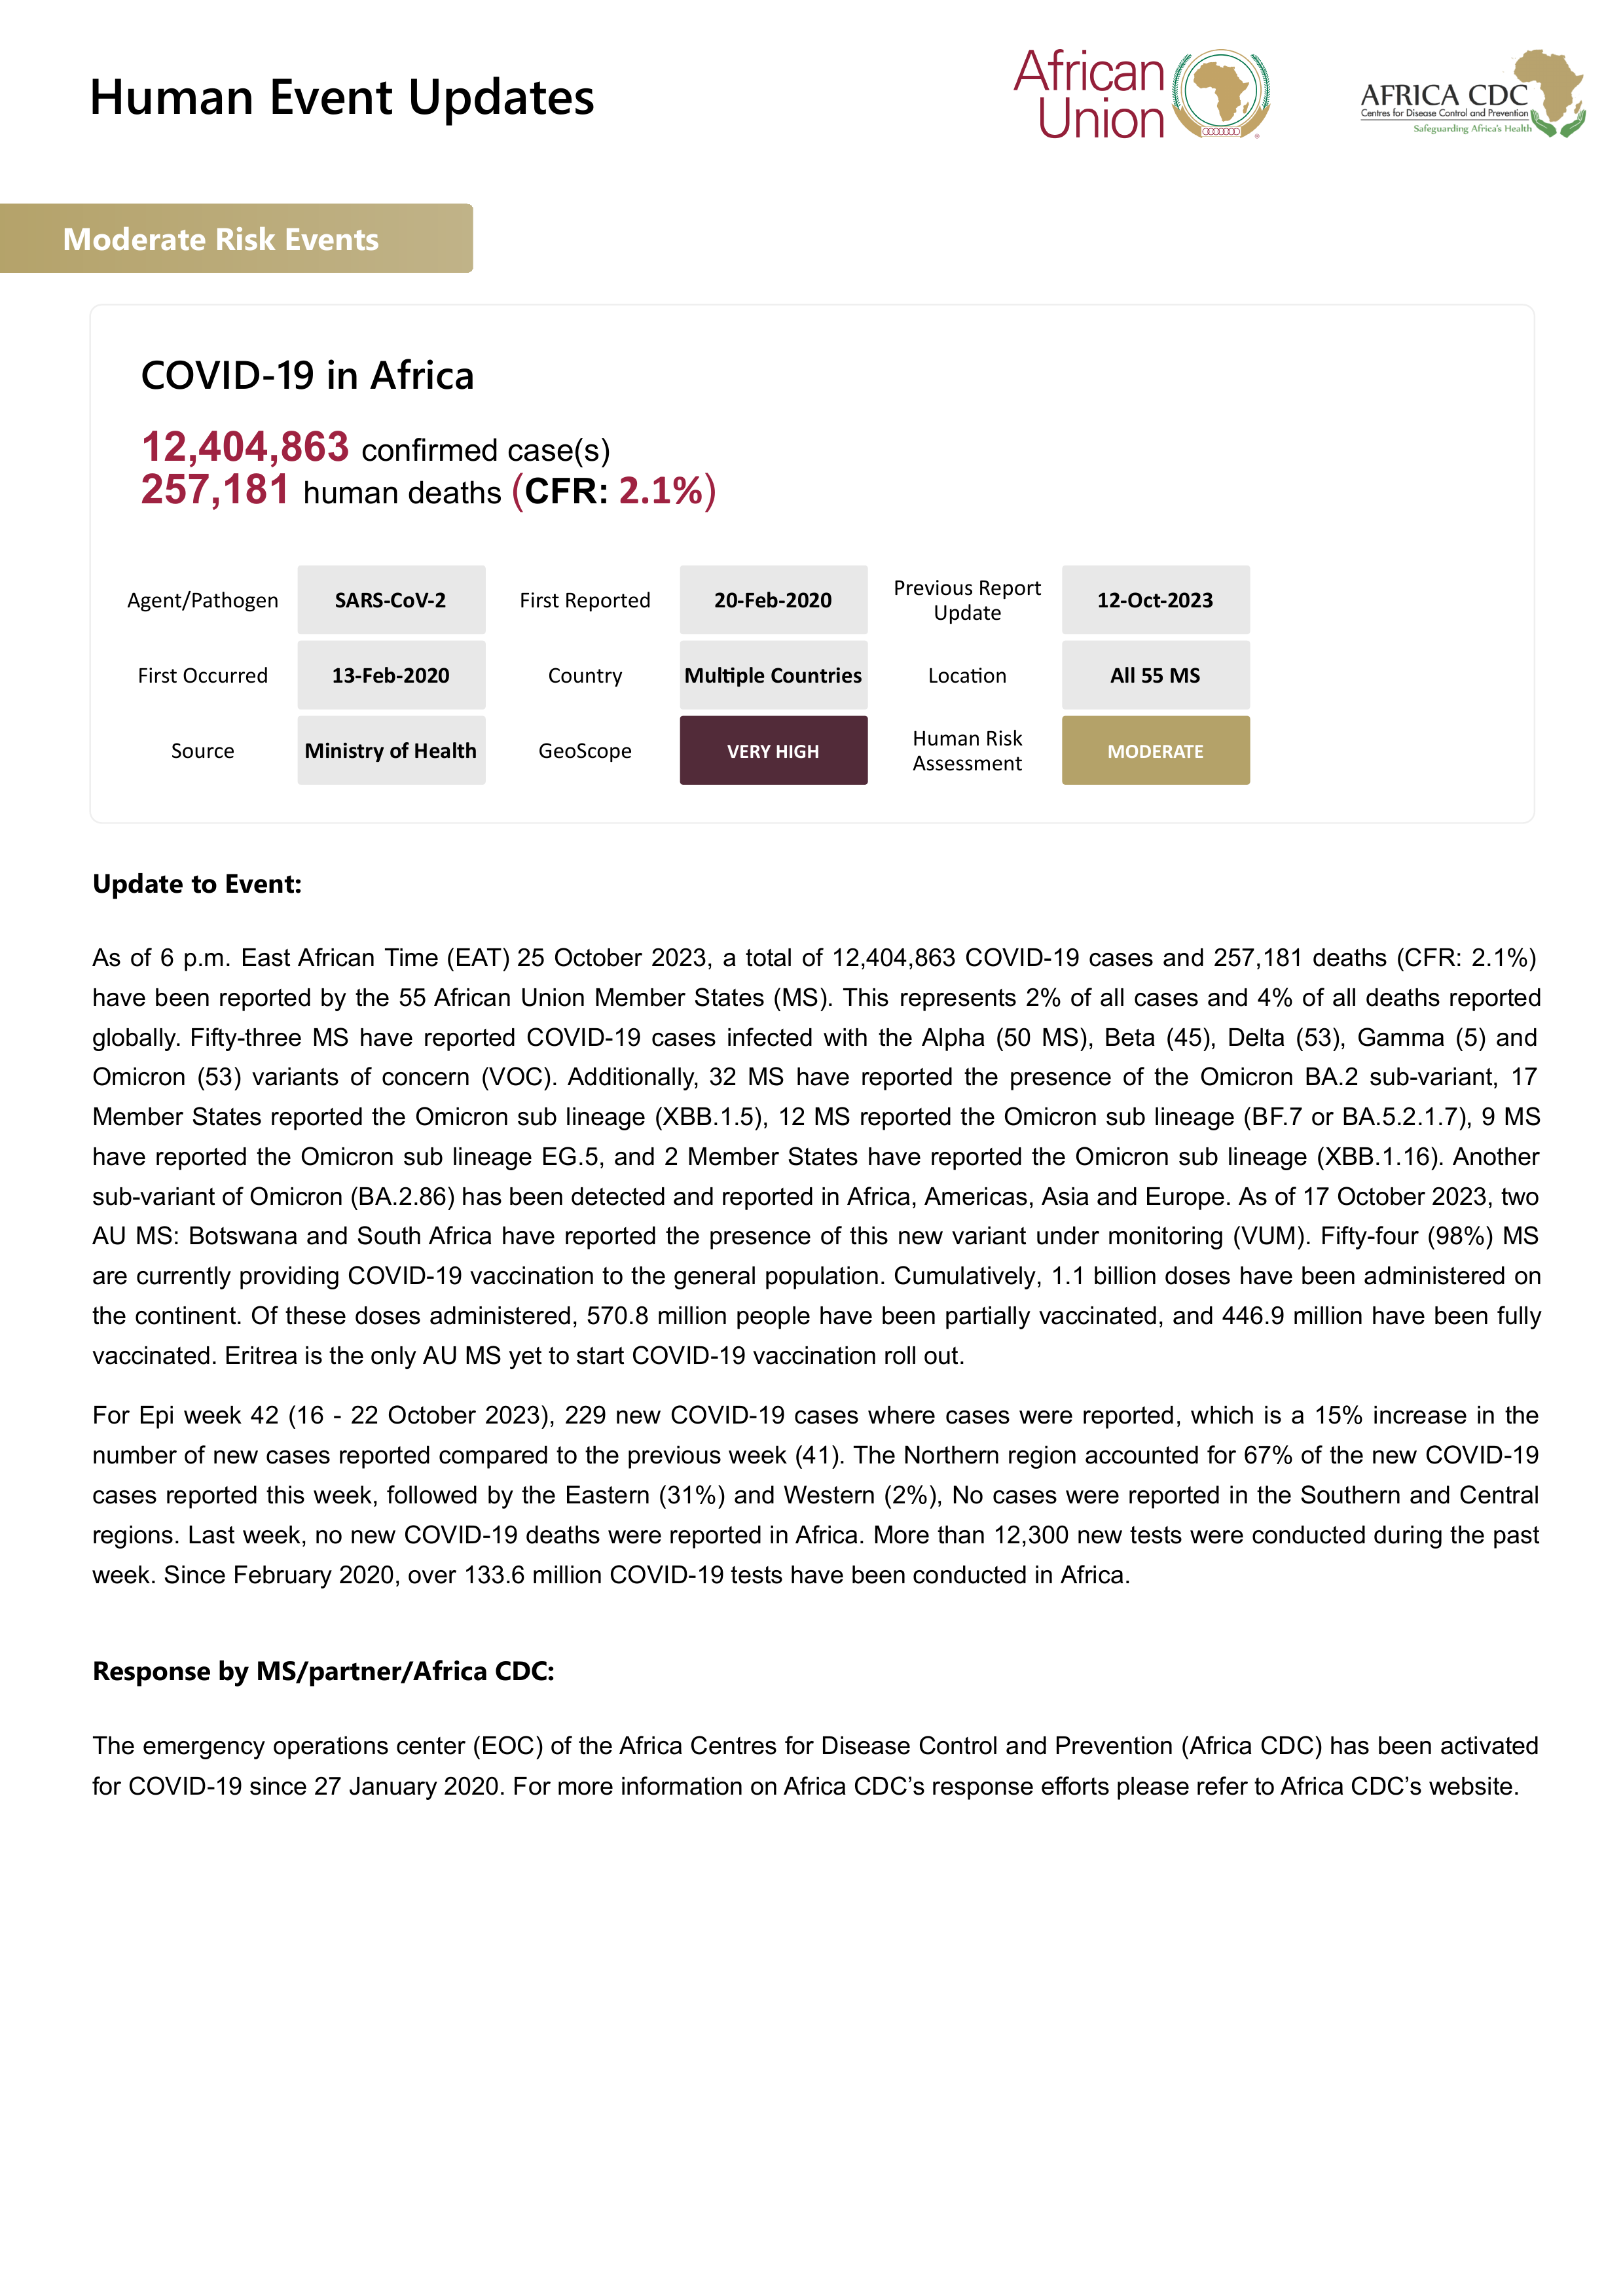 Human Event Updates
African
Union
AFRICA CDC
Centres for Disease Control and Prevention
Safeguarding Africa's Health
Moderate Risk Events
COVID-19 in Africa
12,404,863 confirmed case(s)
257,181 human deaths (CFR: 2.1%)
Agent/Pathogen SARS-CoV-2 First Reported 20-Feb-2020 Previous Report Update 12-Oct-2023
First Occurred 13-Feb-2020 Country Multiple Countries Location All 55 MS
Source Ministry of Health GeoScope VERY HIGH Human Risk Assessment MODERATE
Update to Event:
As of 6 p.m. East African Time (EAT) 25 October 2023, a total of 12,404,863 COVID-19 cases and 257,181 deaths (CFR: 2.1%)
have been reported by the 55 African Union Member States (MS). This represents 2% of all cases and 4% of all deaths reported
globally. Fifty-three MS have reported COVID-19 cases infected with the Alpha (50 MS), Beta (45), Delta (53), Gamma (5) and
Omicron (53) variants of concern (VOC). Additionally, 32 MS have reported the presence of the Omicron BA.2 sub-variant, 17
Member States reported the Omicron sub lineage (XBB.1.5), 12 MS reported the Omicron sub lineage (BF.7 or BA.5.2.1.7), 9 MS
have reported the Omicron sub lineage EG.5, and 2 Member States have reported the Omicron sub lineage (XBB.1.16). Another
sub-variant of Omicron (BA.2.86) has been detected and reported in Africa, Americas, Asia and Europe. As of 17 October 2023, two
AU MS: Botswana and South Africa have reported the presence of this new variant under monitoring (VUM). Fifty-four (98%) MS
are currently providing COVID-19 vaccination to the general population. Cumulatively, 1.1 billion doses have been administered on
the continent. Of these doses administered, 570.8 million people have been partially vaccinated, and 446.9 million have been fully
vaccinated. Eritrea is the only AU MS yet to start COVID-19 vaccination roll out.
For Epi week 42 (16 - 22 October 2023), 229 new COVID-19 cases where cases were reported, which is a 15% increase in the
number of new cases reported compared to the previous week (41). The Northern region accounted for 67% of the new COVID-19
cases reported this week, followed by the Eastern (31%) and Western (2%), No cases were reported in the Southern and Central
regions. Last week, no new COVID-19 deaths were reported in Africa. More than 12,300 new tests were conducted during the past
week. Since February 2020, over 133.6 million COVID-19 tests have been conducted in Africa.
Response by MS/partner/Africa CDC:
The emergency operations center (EOC) of the Africa Centres for Disease Control and Prevention (Africa CDC) has been activated
for COVID-19 since 27 January 2020. For more information on Africa CDC’s response efforts please refer to Africa CDC’s website.